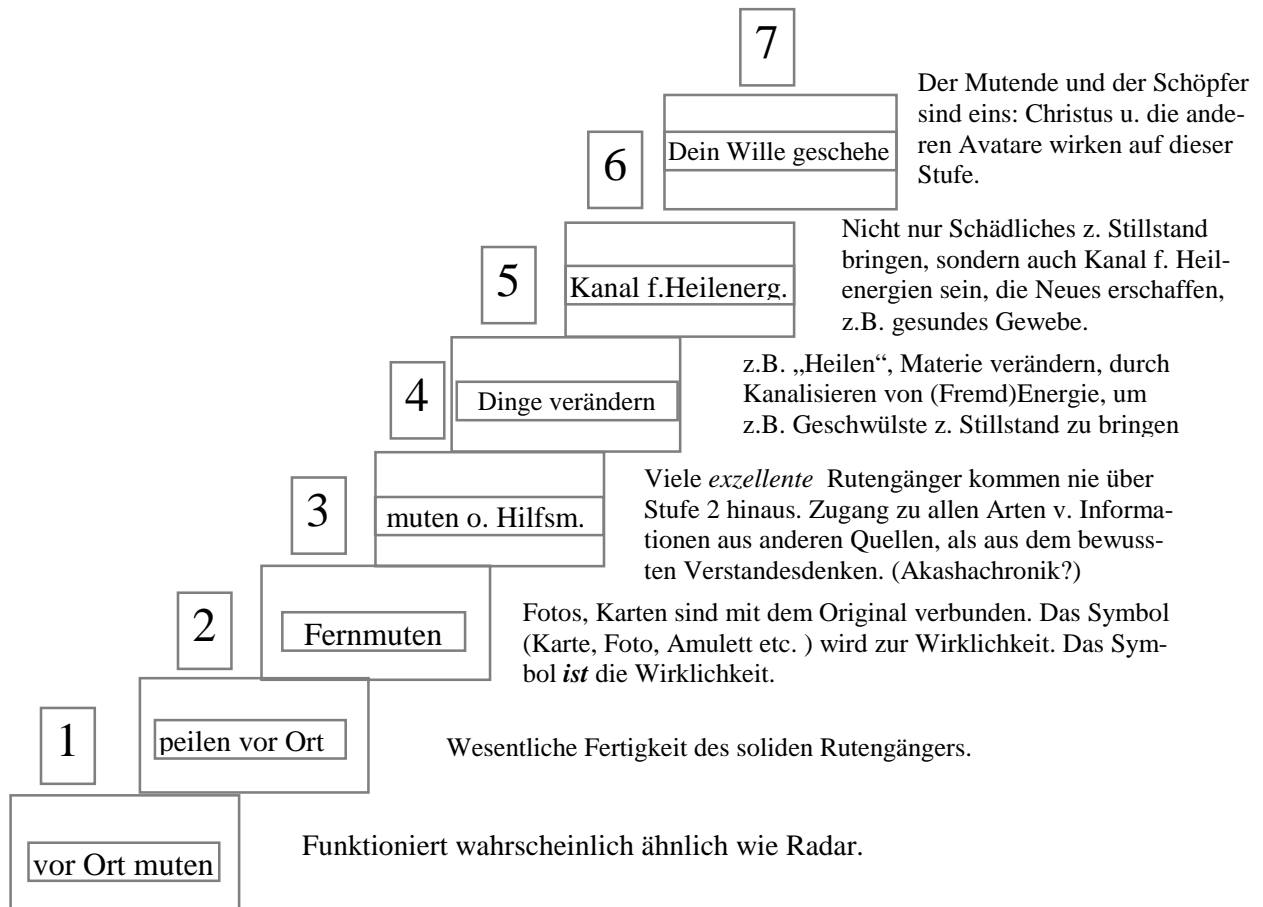 7
Dein Wille geschehe
Der Mutende und der Schöpfer
sind eins: Christus u. die ande-
ren Avatare wirken auf dieser
Stufe.
6
Kanal f.Heilenerg.
Nicht nur Schädliches z. Stillstand
bringen, sondern auch Kanal f. Heil-
energien sein, die Neues erschaffen,
z.B. gesundes Gewebe.
5
Dinge verändern
z.B. „Heilen“, Materie verändern, durch
Kanalisieren von (Fremd)Energie, um
z.B. Geschwülste z. Stillstand zu bringen
4
muten o. Hilfsm.
Viele exzellente Rutengänger kommen nie über
Stufe 2 hinaus. Zugang zu allen Arten v. Informa-
tionen aus anderen Quellen, als aus dem bewuss-
ten Verstandesdenken. (Akashachronik?)
3
Fernmuten
Fotos, Karten sind mit dem Original verbunden. Das Symbol
(Karte, Foto, Amulett etc. ) wird zur Wirklichkeit. Das Sym-
bol ist die Wirklichkeit.
2
peilen vor Ort
Wesentliche Fertigkeit des soliden Rutengängers.
1
vor Ort muten
Funktioniert wahrscheinlich ähnlich wie Radar.